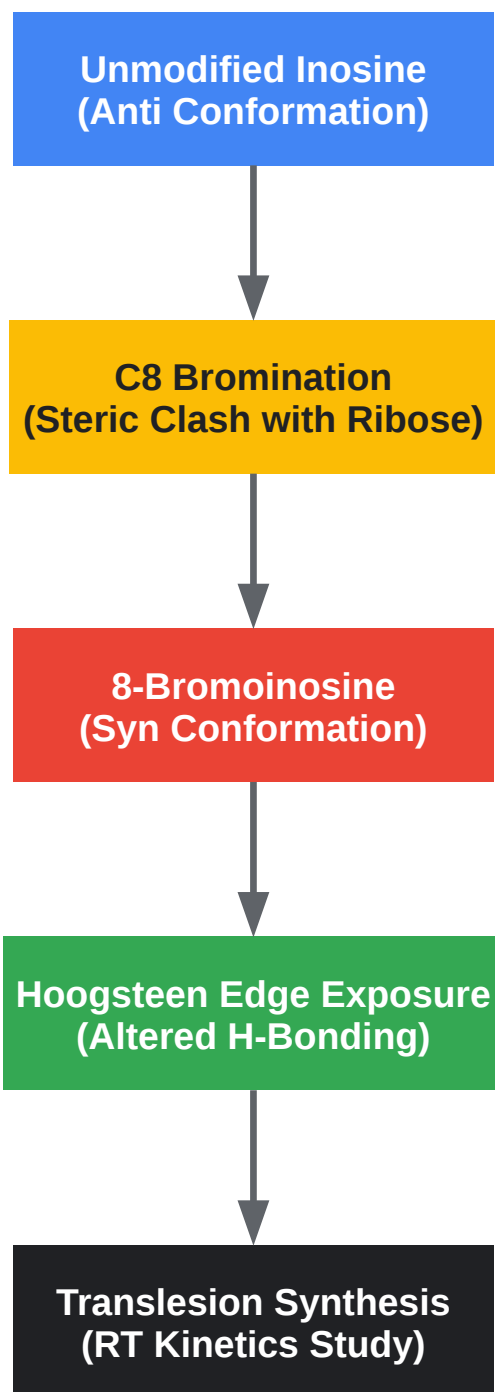 Unmodified Inosine
(Anti Conformation)
C8 Bromination
(Steric Clash with Ribose)
8-Bromoinosine
(Syn Conformation)
Hoogsteen Edge Exposure
(Altered H-Bonding)
Translesion Synthesis
(RT Kinetics Study)